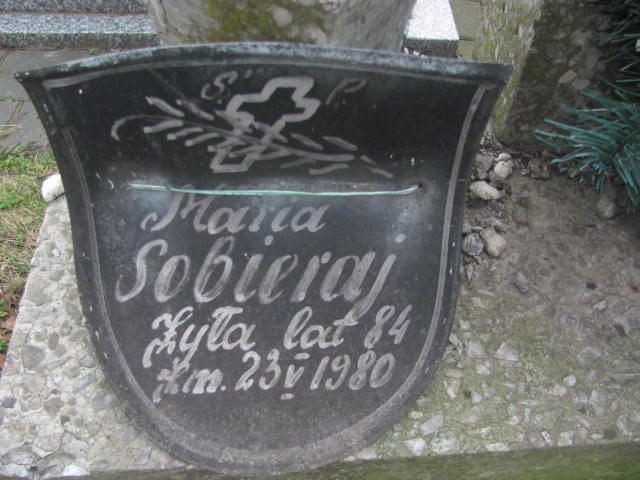 Ś. P.
Maria
Sobieraj
Żyła lat 84
Zm. 23 V 1980